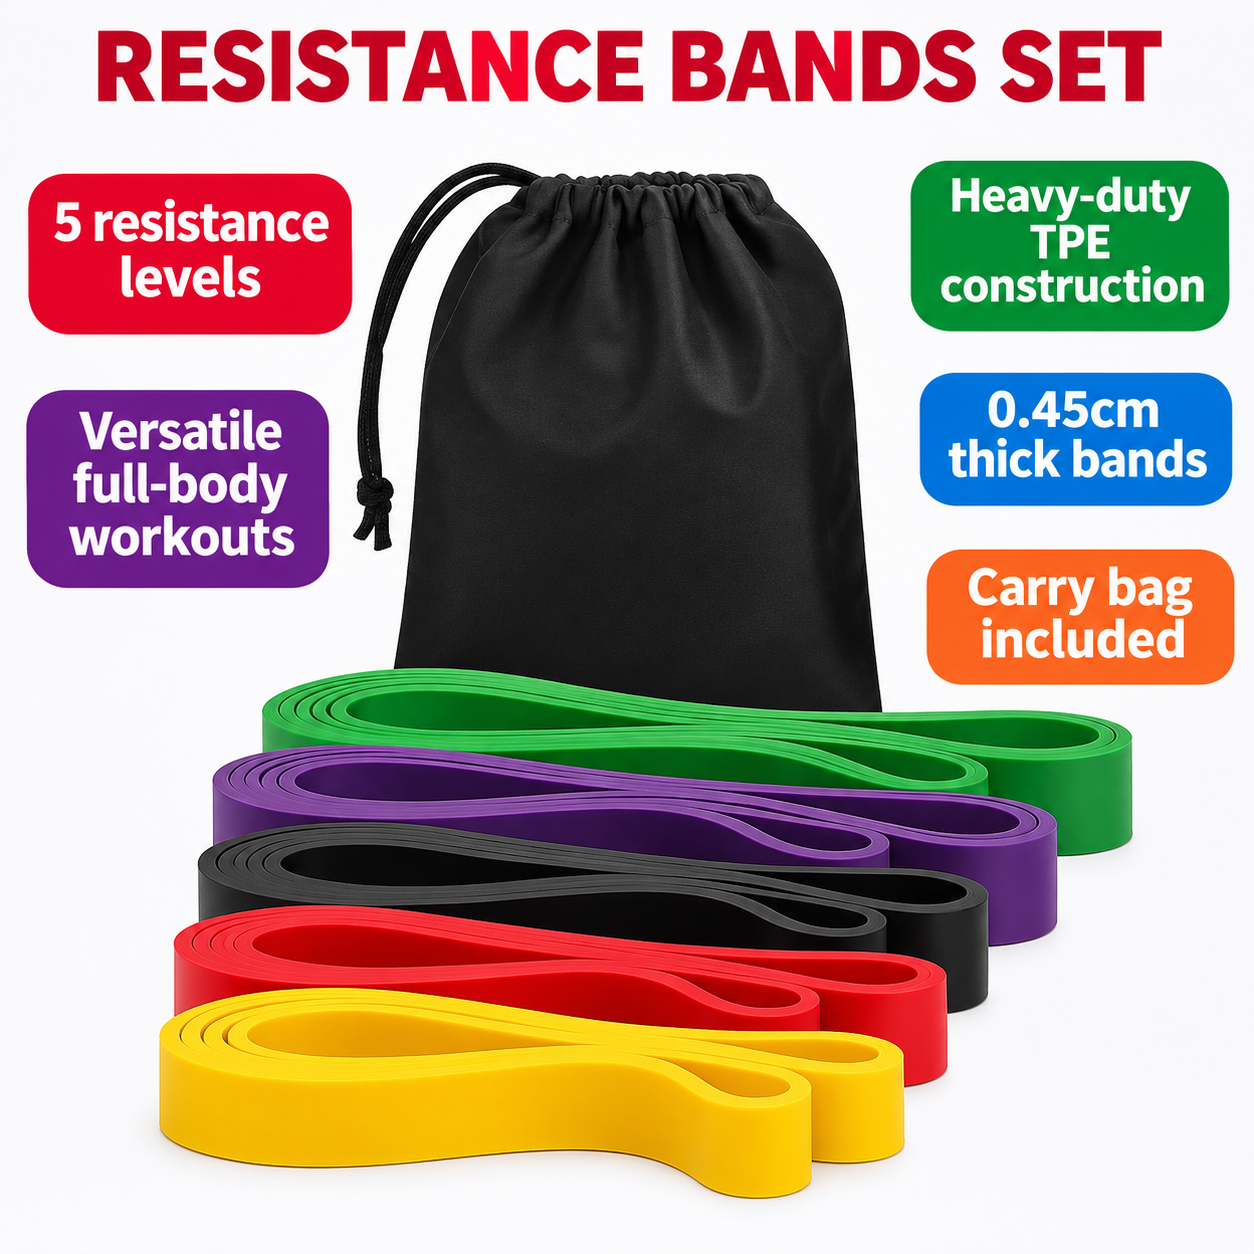 RESISTANCE BANDS SET
5 resistance
levels
Versatile
full-body
workouts
Heavy-duty
TPE
construction
0.45cm
thick bands
Carry bag
included